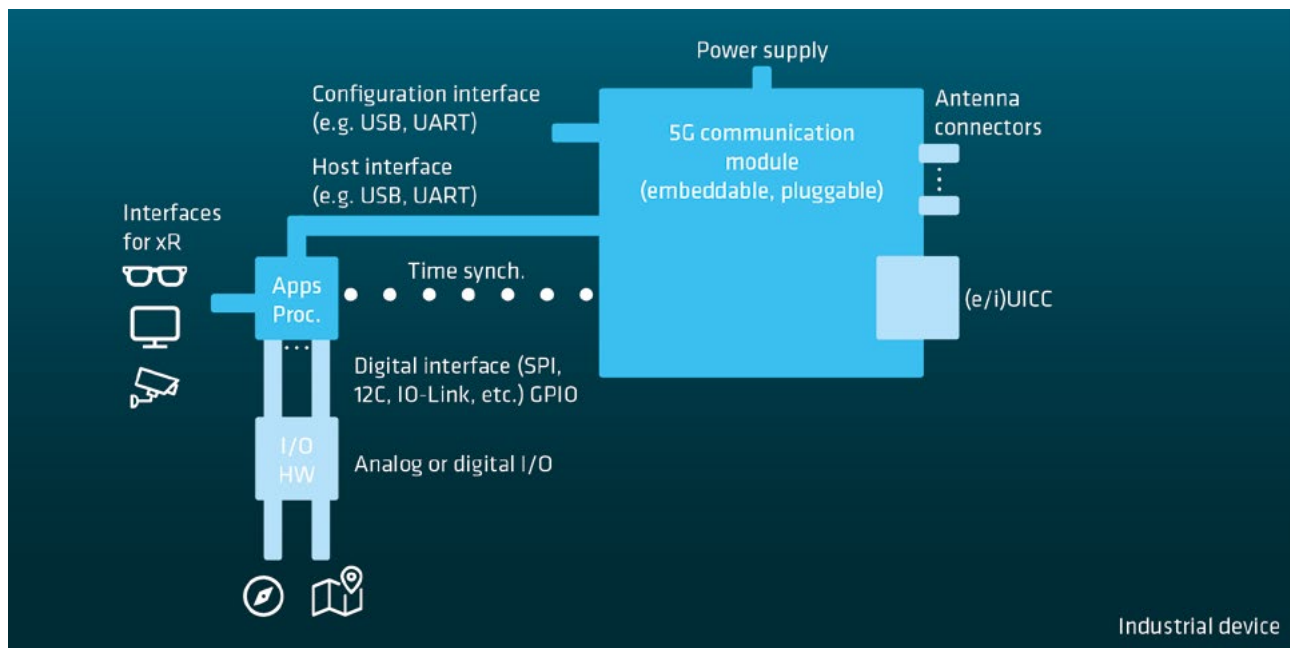 Power supply
Configuration interface
(e.g. USB, UART)
Antenna
connectors
5G communication
module
(embeddable, pluggable)
Host interface
(e.g. USB, UART)
Interfaces
for xR
Time synch.
Apps
Proc.
(e/i)UICC
Digital interface (SPI,
12C, IO-Link, etc.) GPIO
I/O
HW
Analog or digital I/O
Industrial device